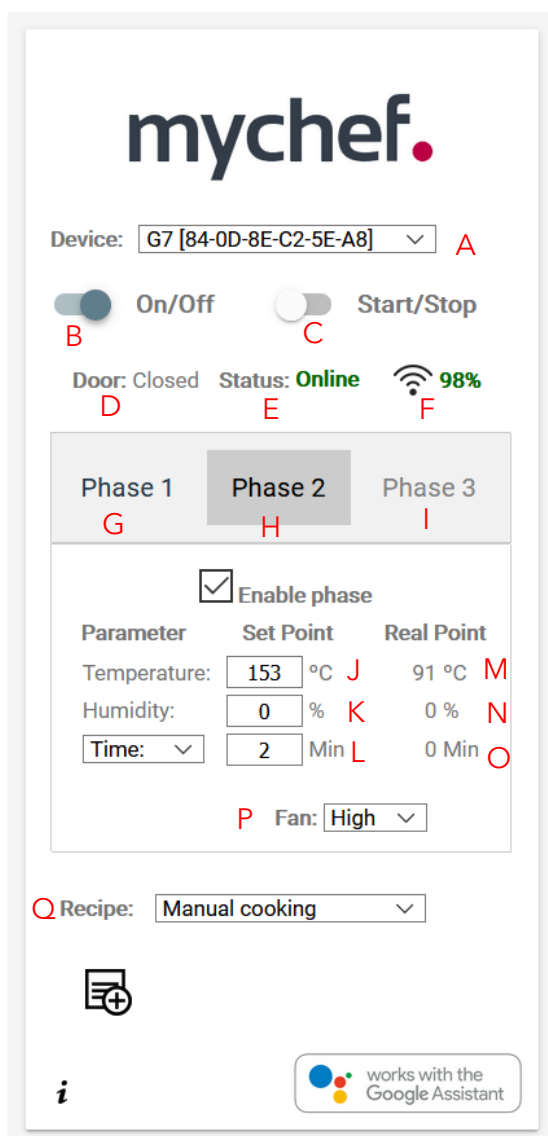 mychef.
Device: G7 [84-0D-8E-C2-5E-A8] A
On/Off Start/Stop
B C
Door: Closed Status: Online 98%
D E F
Phase 1 Phase 2 Phase 3
G H I
Enable phase
Parameter Set Point Real Point
Temperature: 153 ºC J 91 ºC M
Humidity: 0 % K 0 % N
Time: 2 Min L 0 Min O
P Fan: High
Q Recipe: Manual cooking
i
works with the
Google Assistant